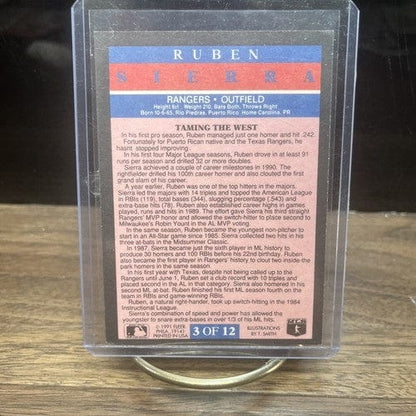 RUBEN
SIERRA
RANGERS • OUTFIELD
Height 6'1" Weight 210, Bats Both, Throws Right
Born 10-6-65, Rio Piedras, Puerto Rico Home Carolina, PR
TAMING THE WEST
In his first pro season, Ruben managed just one homer and hit .242
Fortunately for Puerto Rican native and the Texas Rangers, he
hasn't stopped improving.
In his first four Major League seasons, Ruben drove in at least 91
runs per season and drilled 32 or more doubles.
Sierra achieved a couple of career milestones in 1990. The
rightfielder drilled his 100th career homer and also clouted the first
grand slam of his career.
A year earlier, Ruben was one of the top hitters in the majors.
Sierra led the majors with 14 triples and topped the American League
in RBIs (119), total bases (344), slugging percentage (.543) and
extra-base hits (78). Ruben also established career highs in games
played, runs and hits in 1989. The effort gave Sierra his third straight
Rangers' MVP honor and allowed the switch-hitter to place second to
Milwaukee's Robin Yount in the AL MVP voting.
In the same season, Ruben became the youngest non-pitcher to
start in an All-Star game since 1985. Sierra collected two hits in his
three at-bats in the Midsummer Classic.
In 1987, Sierra became just the sixth player in ML history to
produce 30 homers and 100 RBIs before his 22nd birthday. Ruben
also became the first player in Rangers' history to clout two inside-the-
park homers in the same season.
In his first year with Texas, despite not being called up to the
Rangers until June 1, Ruben set a club record with 10 triples and
placed second in the AL in that category. Sierra also homered in his
second ML at-bat. Ruben finished his first ML season fourth on the
team in RBIs and game-winning RBIs.
Ruben, a natural right-hander, took up switch-hitting in the 1984
Instructional League.
Sierra's combination of speed and power has allowed the
youngster to snare extra-bases in over 1/3 of his ML hits.
© 1991 FLEER
PHILA., 19141
PRINTED IN USA
3 OF 12
ILLUSTRATIONS
BY T. SMITH